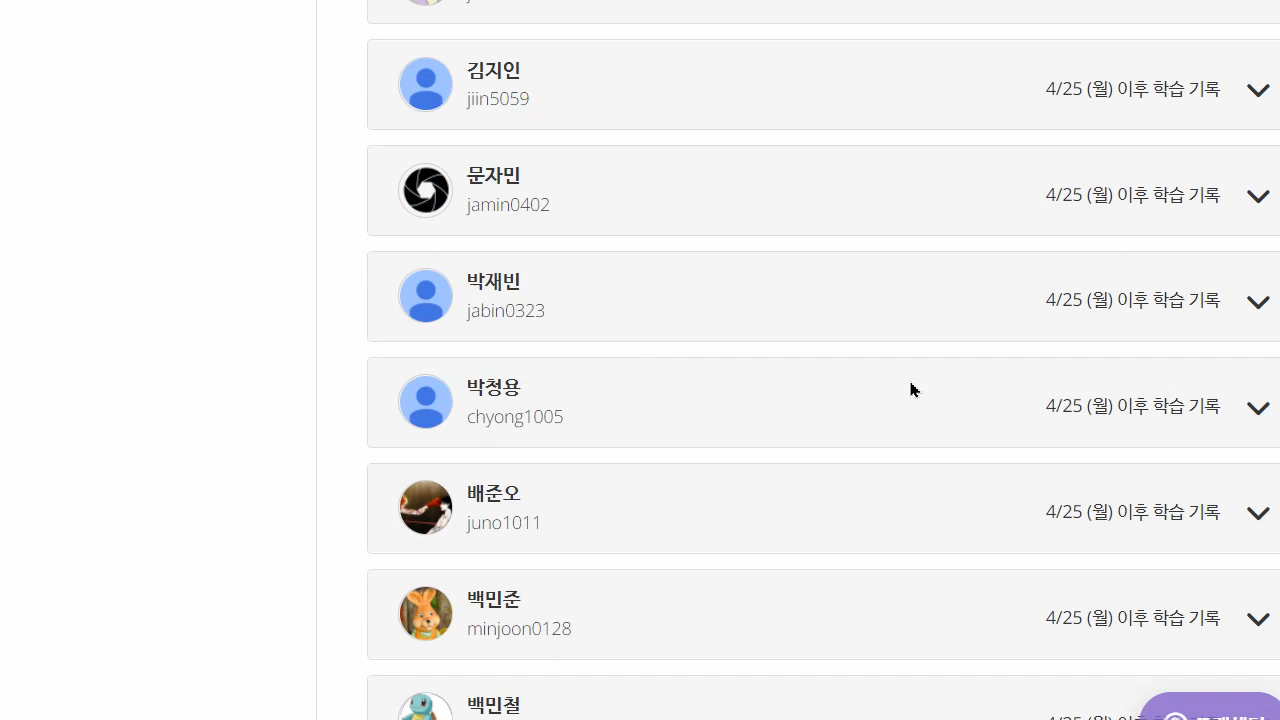 김지인
jiin5059
4/25 (월) 이후 학습 기록
문자민
jamin0402
4/25 (월) 이후 학습 기록
박재빈
jabin0323
4/25 (월) 이후 학습 기록
박청용
chyong1005
4/25 (월) 이후 학습 기록
배준오
juno1011
4/25 (월) 이후 학습 기록
백민준
minjoon0128
4/25 (월) 이후 학습 기록
백민철